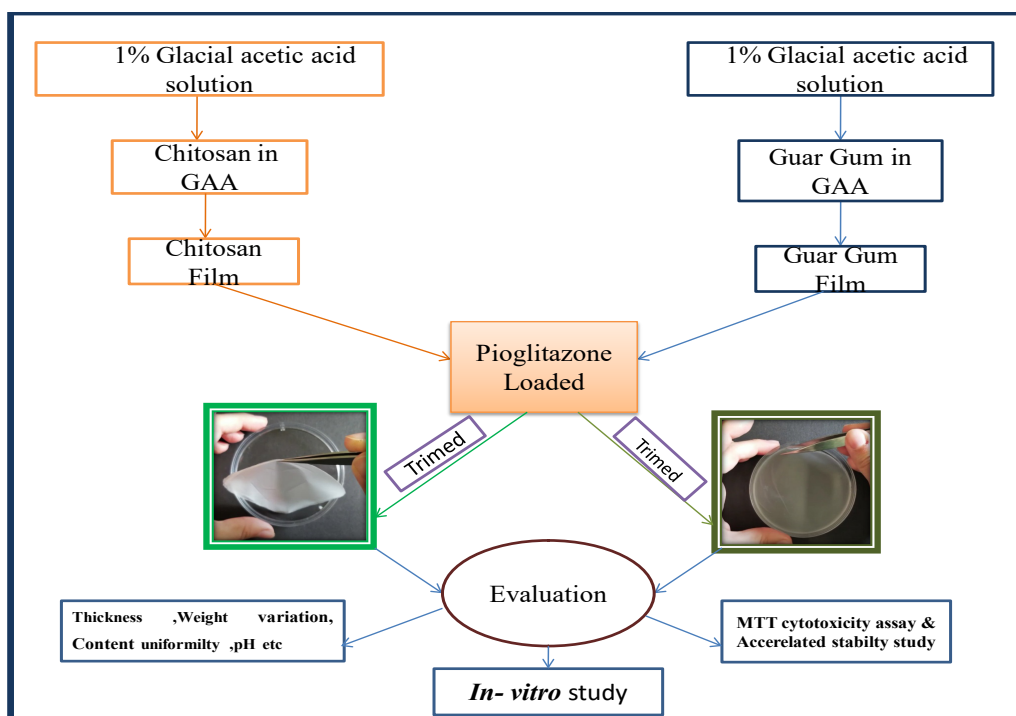 1% Glacial acetic acid
solution
1% Glacial acetic acid
solution
Chitosan in
GAA
Guar Gum in
GAA
Chitosan
Film
Guar Gum
Film
Pioglitazone
Loaded
Trimed
Trimed
Evaluation
Thickness ,Weight variation,
Content uniformilty ,pH etc
MTT cytotoxicity assay &
Accerelated stabilty study
In- vitro study